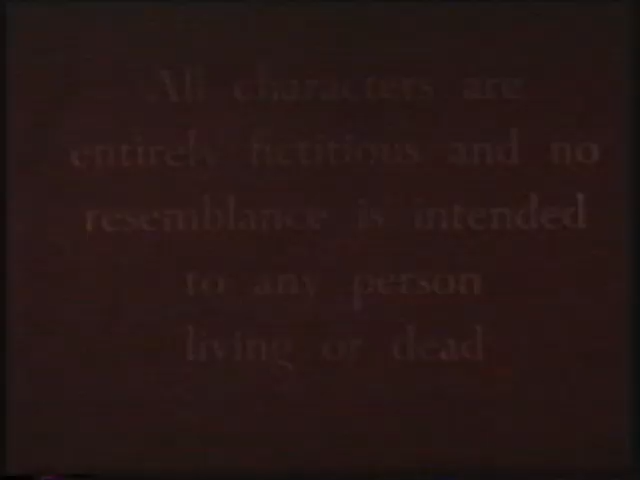 All characters are
entirely fictitious and no
resemblance is intended
to any person
living or dead